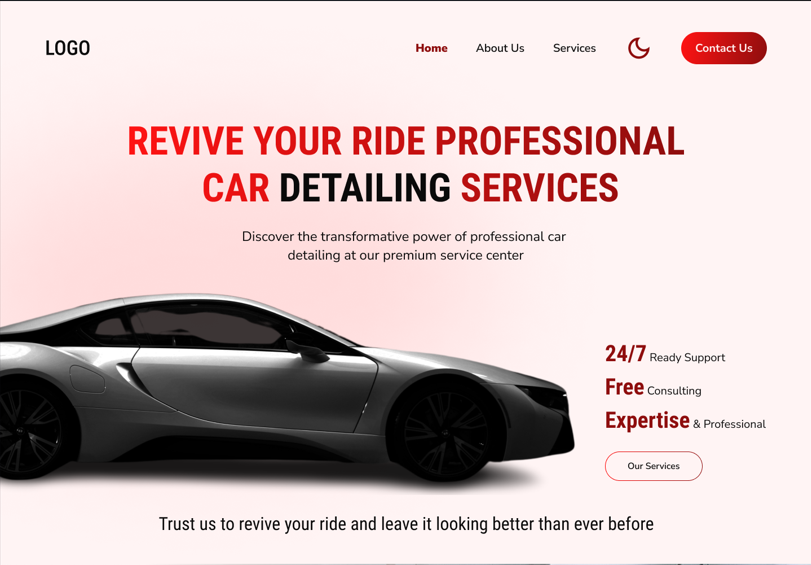 LOGO
Home
About Us
Services
Contact Us
REVIVE YOUR RIDE PROFESSIONAL
CAR DETAILING SERVICES
Discover the transformative power of professional car
detailing at our premium service center
24/7 Ready Support
Free Consulting
Expertise & Professional
Our Services
Trust us to revive your ride and leave it looking better than ever before